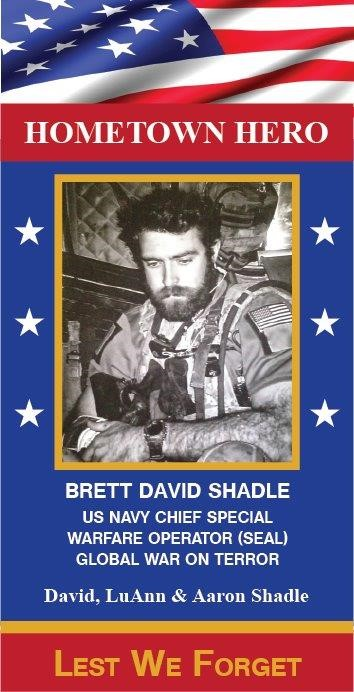 HOMETOWN HERO
BRETT DAVID SHADLE
US NAVY CHIEF SPECIAL
WARFARE OPERATOR (SEAL)
GLOBAL WAR ON TERROR
David, LuAnn & Aaron Shadle
LEST WE FORGET